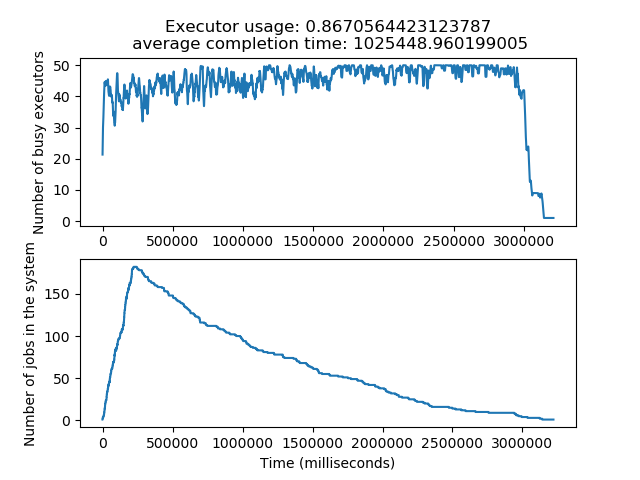 Executor usage: 0.8670564423123787
average completion time: 1025448.960199005
Number of busy executors
50
40
30
20
10
0
0 500000 1000000 1500000 2000000 2500000 3000000
Number of jobs in the system
150
100
50
0
0 500000 1000000 1500000 2000000 2500000 3000000
Time (milliseconds)